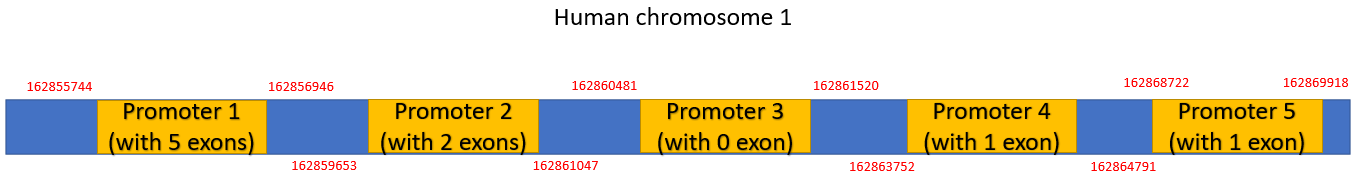 Human chromosome 1
162855744
162856946
162860481
162861520
162868722
162869918
Promoter 1
(with 5 exons)
Promoter 2
(with 2 exons)
Promoter 3
(with 0 exon)
Promoter 4
(with 1 exon)
Promoter 5
(with 1 exon)
162859653
162861047
162863752
162864791